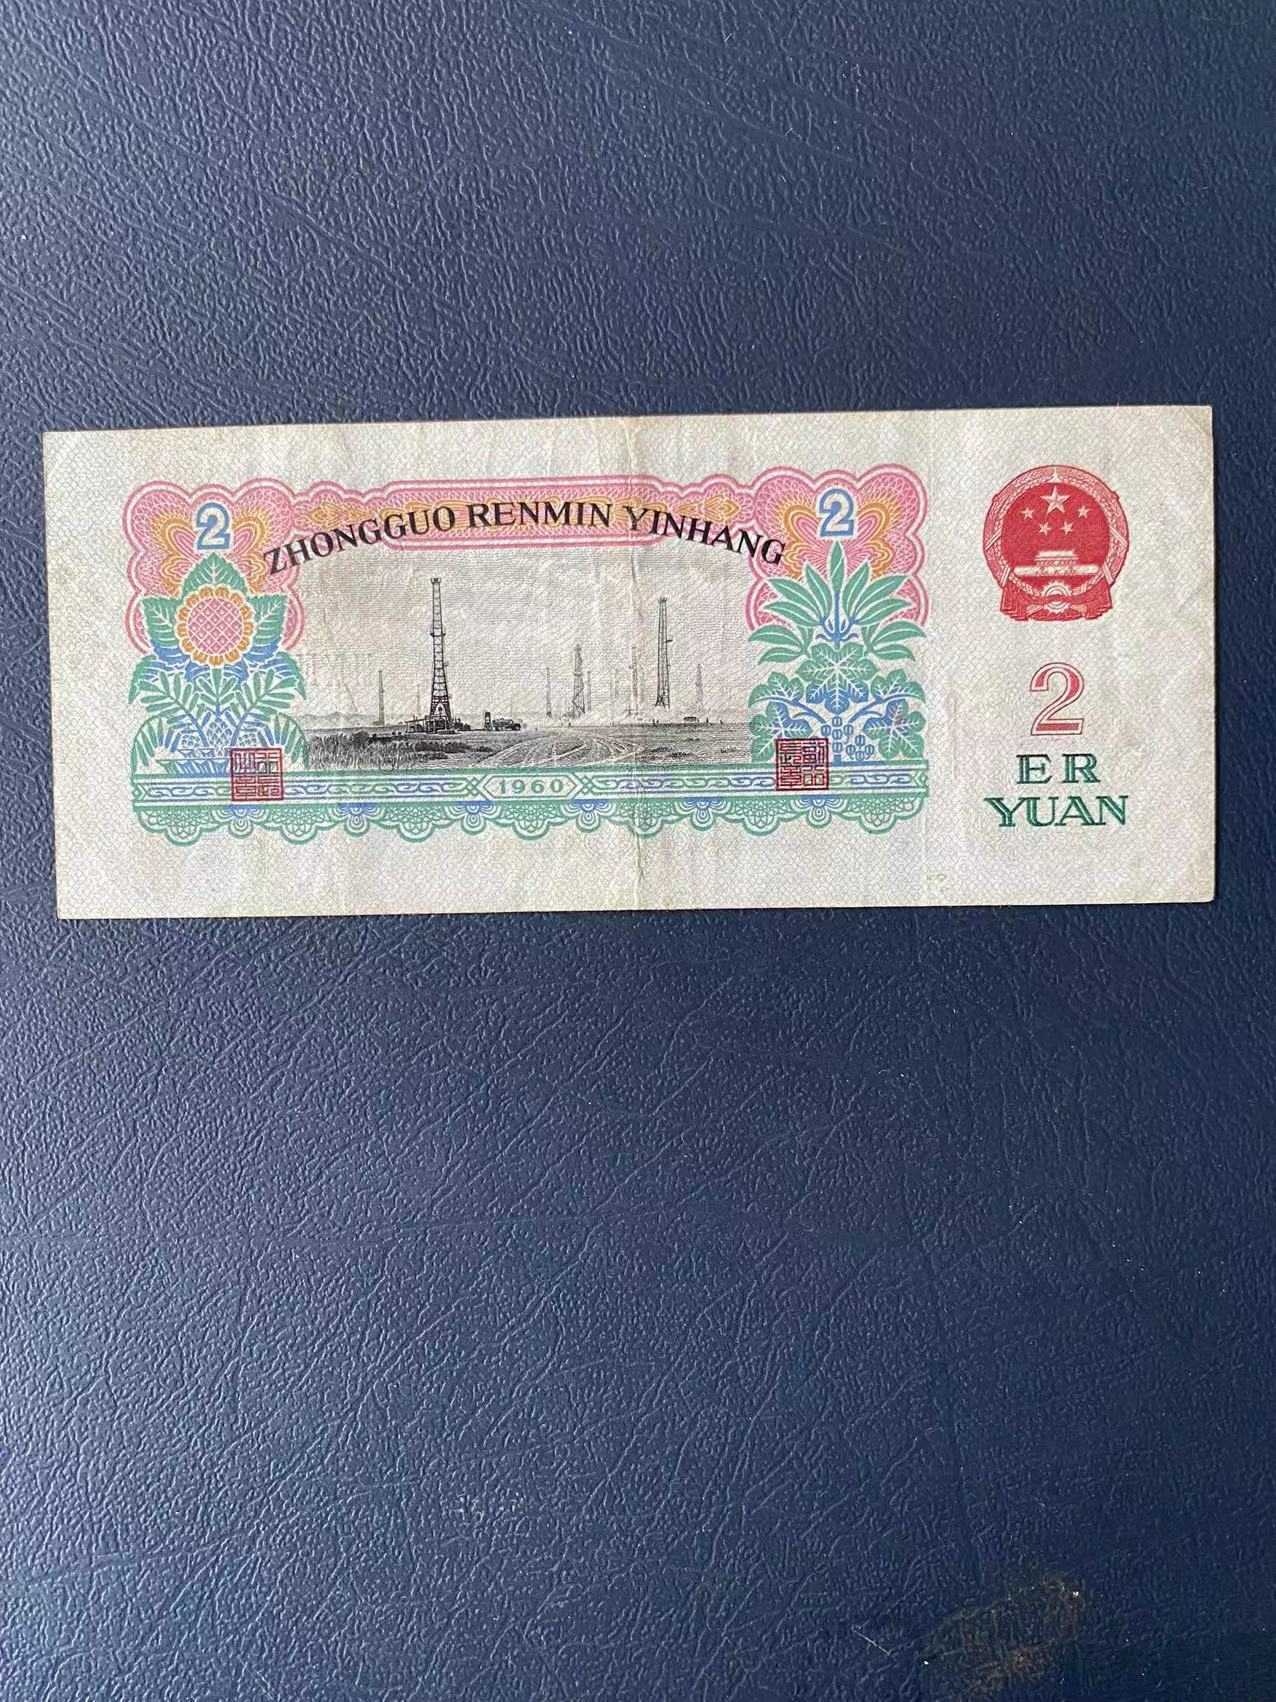 2
2
ZHONGGUO RENMIN YINHANG
1960
2
ER
YUAN